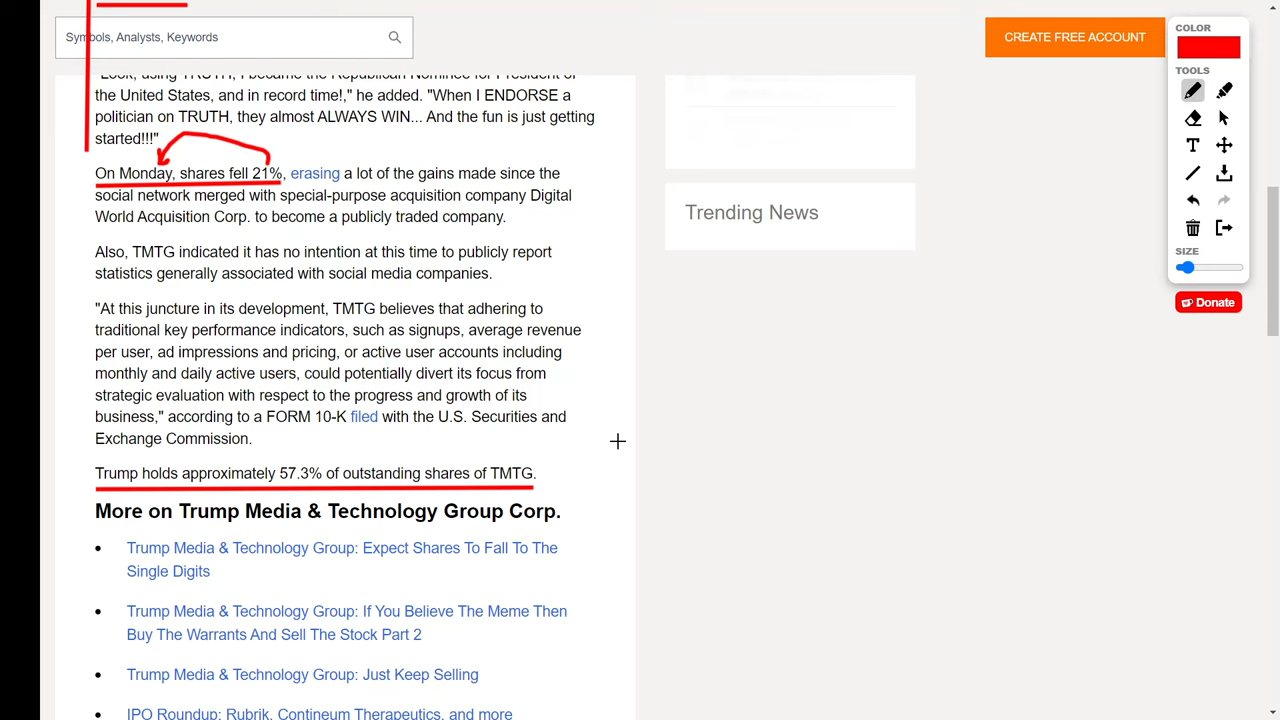 Symbols, Analysts, Keywords
CREATE FREE ACCOUNT
"Look, using TRUTH, I became the Republican Nominee for President of
the United States, and in record time!," he added. "When I ENDORSE a
politician on TRUTH, they almost ALWAYS WIN... And the fun is just getting
started!!!"
On Monday, shares fell 21%, erasing a lot of the gains made since the
social network merged with special-purpose acquisition company Digital
World Acquisition Corp. to become a publicly traded company.
Also, TMTG indicated it has no intention at this time to publicly report
statistics generally associated with social media companies.
"At this juncture in its development, TMTG believes that adhering to
traditional key performance indicators, such as signups, average revenue
per user, ad impressions and pricing, or active user accounts including
monthly and daily active users, could potentially divert its focus from
strategic evaluation with respect to the progress and growth of its
business," according to a FORM 10-K filed with the U.S. Securities and
Exchange Commission.
Trump holds approximately 57.3% of outstanding shares of TMTG.
More on Trump Media & Technology Group Corp.
Trump Media & Technology Group: Expect Shares To Fall To The
Single Digits
Trump Media & Technology Group: If You Believe The Meme Then
Buy The Warrants And Sell The Stock Part 2
Trump Media & Technology Group: Just Keep Selling
IPO Roundup: Rubrik, Contineum Therapeutics, and more
Trending News
COLOR
TOOLS
T
SIZE
Donate